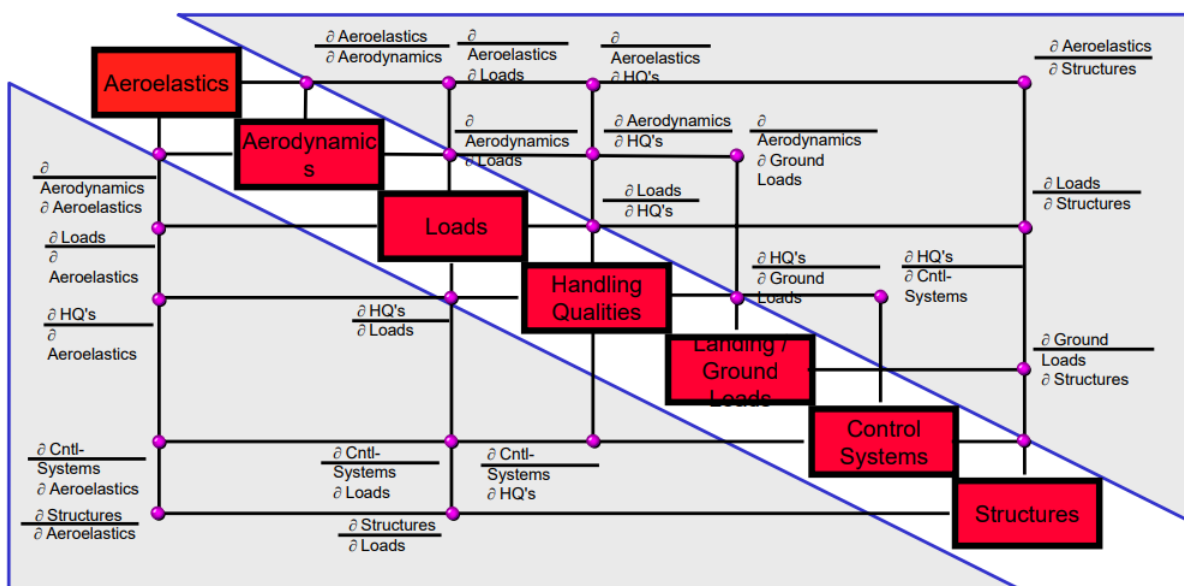 ∂ Aeroelastics
∂ Aerodynamics
∂
Aeroelastics
∂ Loads
∂
Aeroelastics
∂ HQ's
∂ Aeroelastics
∂ Structures
Aeroelastics
Aerodynamic
s
∂
Aerodynamics
∂ Loads
∂ Aerodynamics
∂ HQ's
∂
Aerodynamics
∂ Ground
Loads
∂
Aerodynamics
∂ Aeroelastics
Loads
∂ Loads
∂ HQ's
∂ Loads
∂ Structures
∂ Loads
∂
Aeroelastics
Handling
Qualities
∂ HQ's
∂ Ground
Loads
∂ HQ's
∂ Cntl-
Systems
∂ HQ's
∂
Aeroelastics
∂ HQ's
∂ Loads
Landing /
Ground
Loads
∂ Ground
Loads
∂ Structures
Control
Systems
∂ Cntl-
Systems
∂ Aeroelastics
∂ Cntl-
Systems
∂ Loads
∂ Cntl-
Systems
∂ HQ's
Structures
∂ Structures
∂ Aeroelastics
∂ Structures
∂ Loads